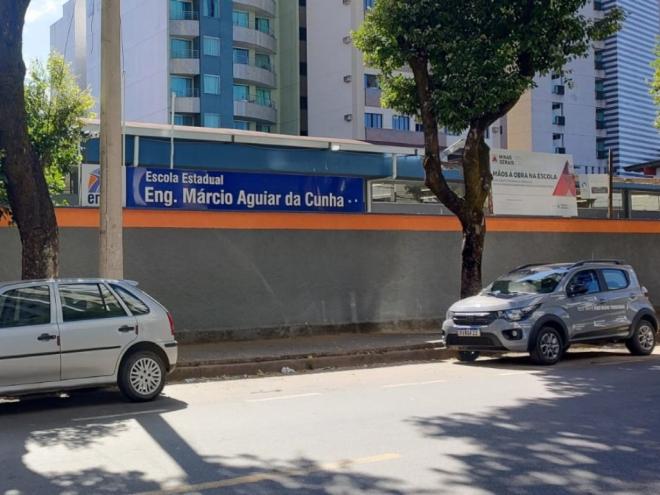 Escola Estadual
Eng. Márcio Aguiar da Cunha
MINAS GERAIS
MÃOS À OBRA NA ESCOLA